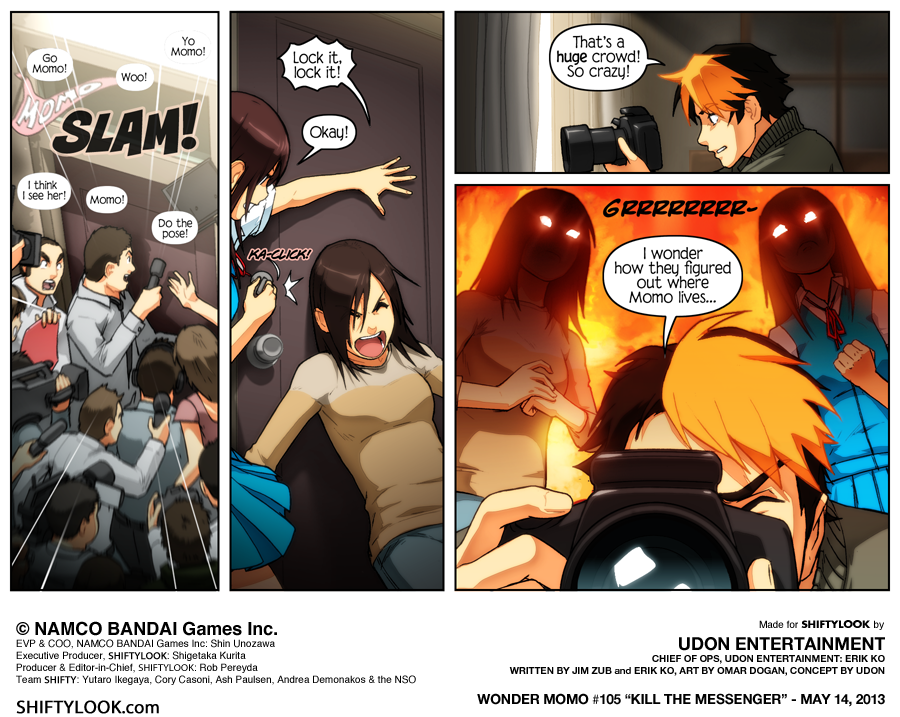 Yo
Momo!
Go
Momo!
Woo!
MOMO
SLAM!
I think
I see her!
Momo!
Do the
pose!
Lock it,
lock it!
Okay!
KA-CLICK!
That's a
huge crowd!
So crazy!
GRRRRRRRR-
I wonder
how they figured
out where
Momo lives...
© NAMCO BANDAI Games Inc.
EVP & COO, NAMCO BANDAI Games Inc: Shin Unozawa
Executive Producer, SHIFTYLOOK: Shigetaka Kurita
Producer & Editor-in-Chief, SHIFTYLOOK: Rob Pereyda
Team SHIFTY: Yutaro Ikegaya, Cory Casoni, Ash Paulsen, Andrea Demonakos & the NSO
SHIFTYLOOK.com
Made for SHIFTYLOOK by
UDON ENTERTAINMENT
CHIEF OF OPS, UDON ENTERTAINMENT: ERIK KO
WRITTEN BY JIM ZUB and ERIK KO, ART BY OMAR DOGAN, CONCEPT BY UDON
WONDER MOMO #105 “KILL THE MESSENGER” - MAY 14, 2013